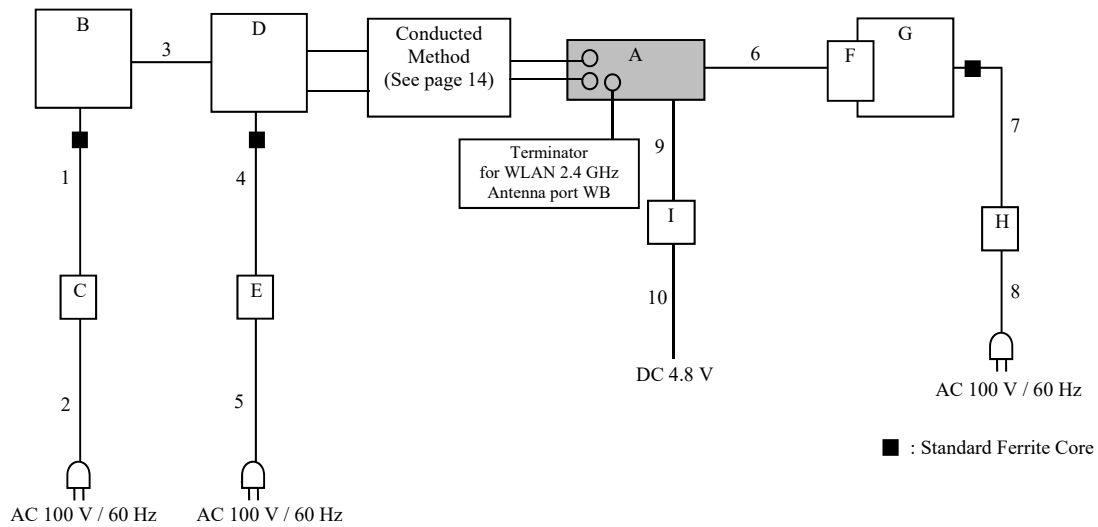 B
3
D
Conducted
Method
(See page 14)
A
6
F
G
Terminator
for WLAN 2.4 GHz
Antenna port WB
1
4
9
7
I
H
C
E
10
8
DC 4.8 V
AC 100 V / 60 Hz
2
5
: Standard Ferrite Core
AC 100 V / 60 Hz
AC 100 V / 60 Hz